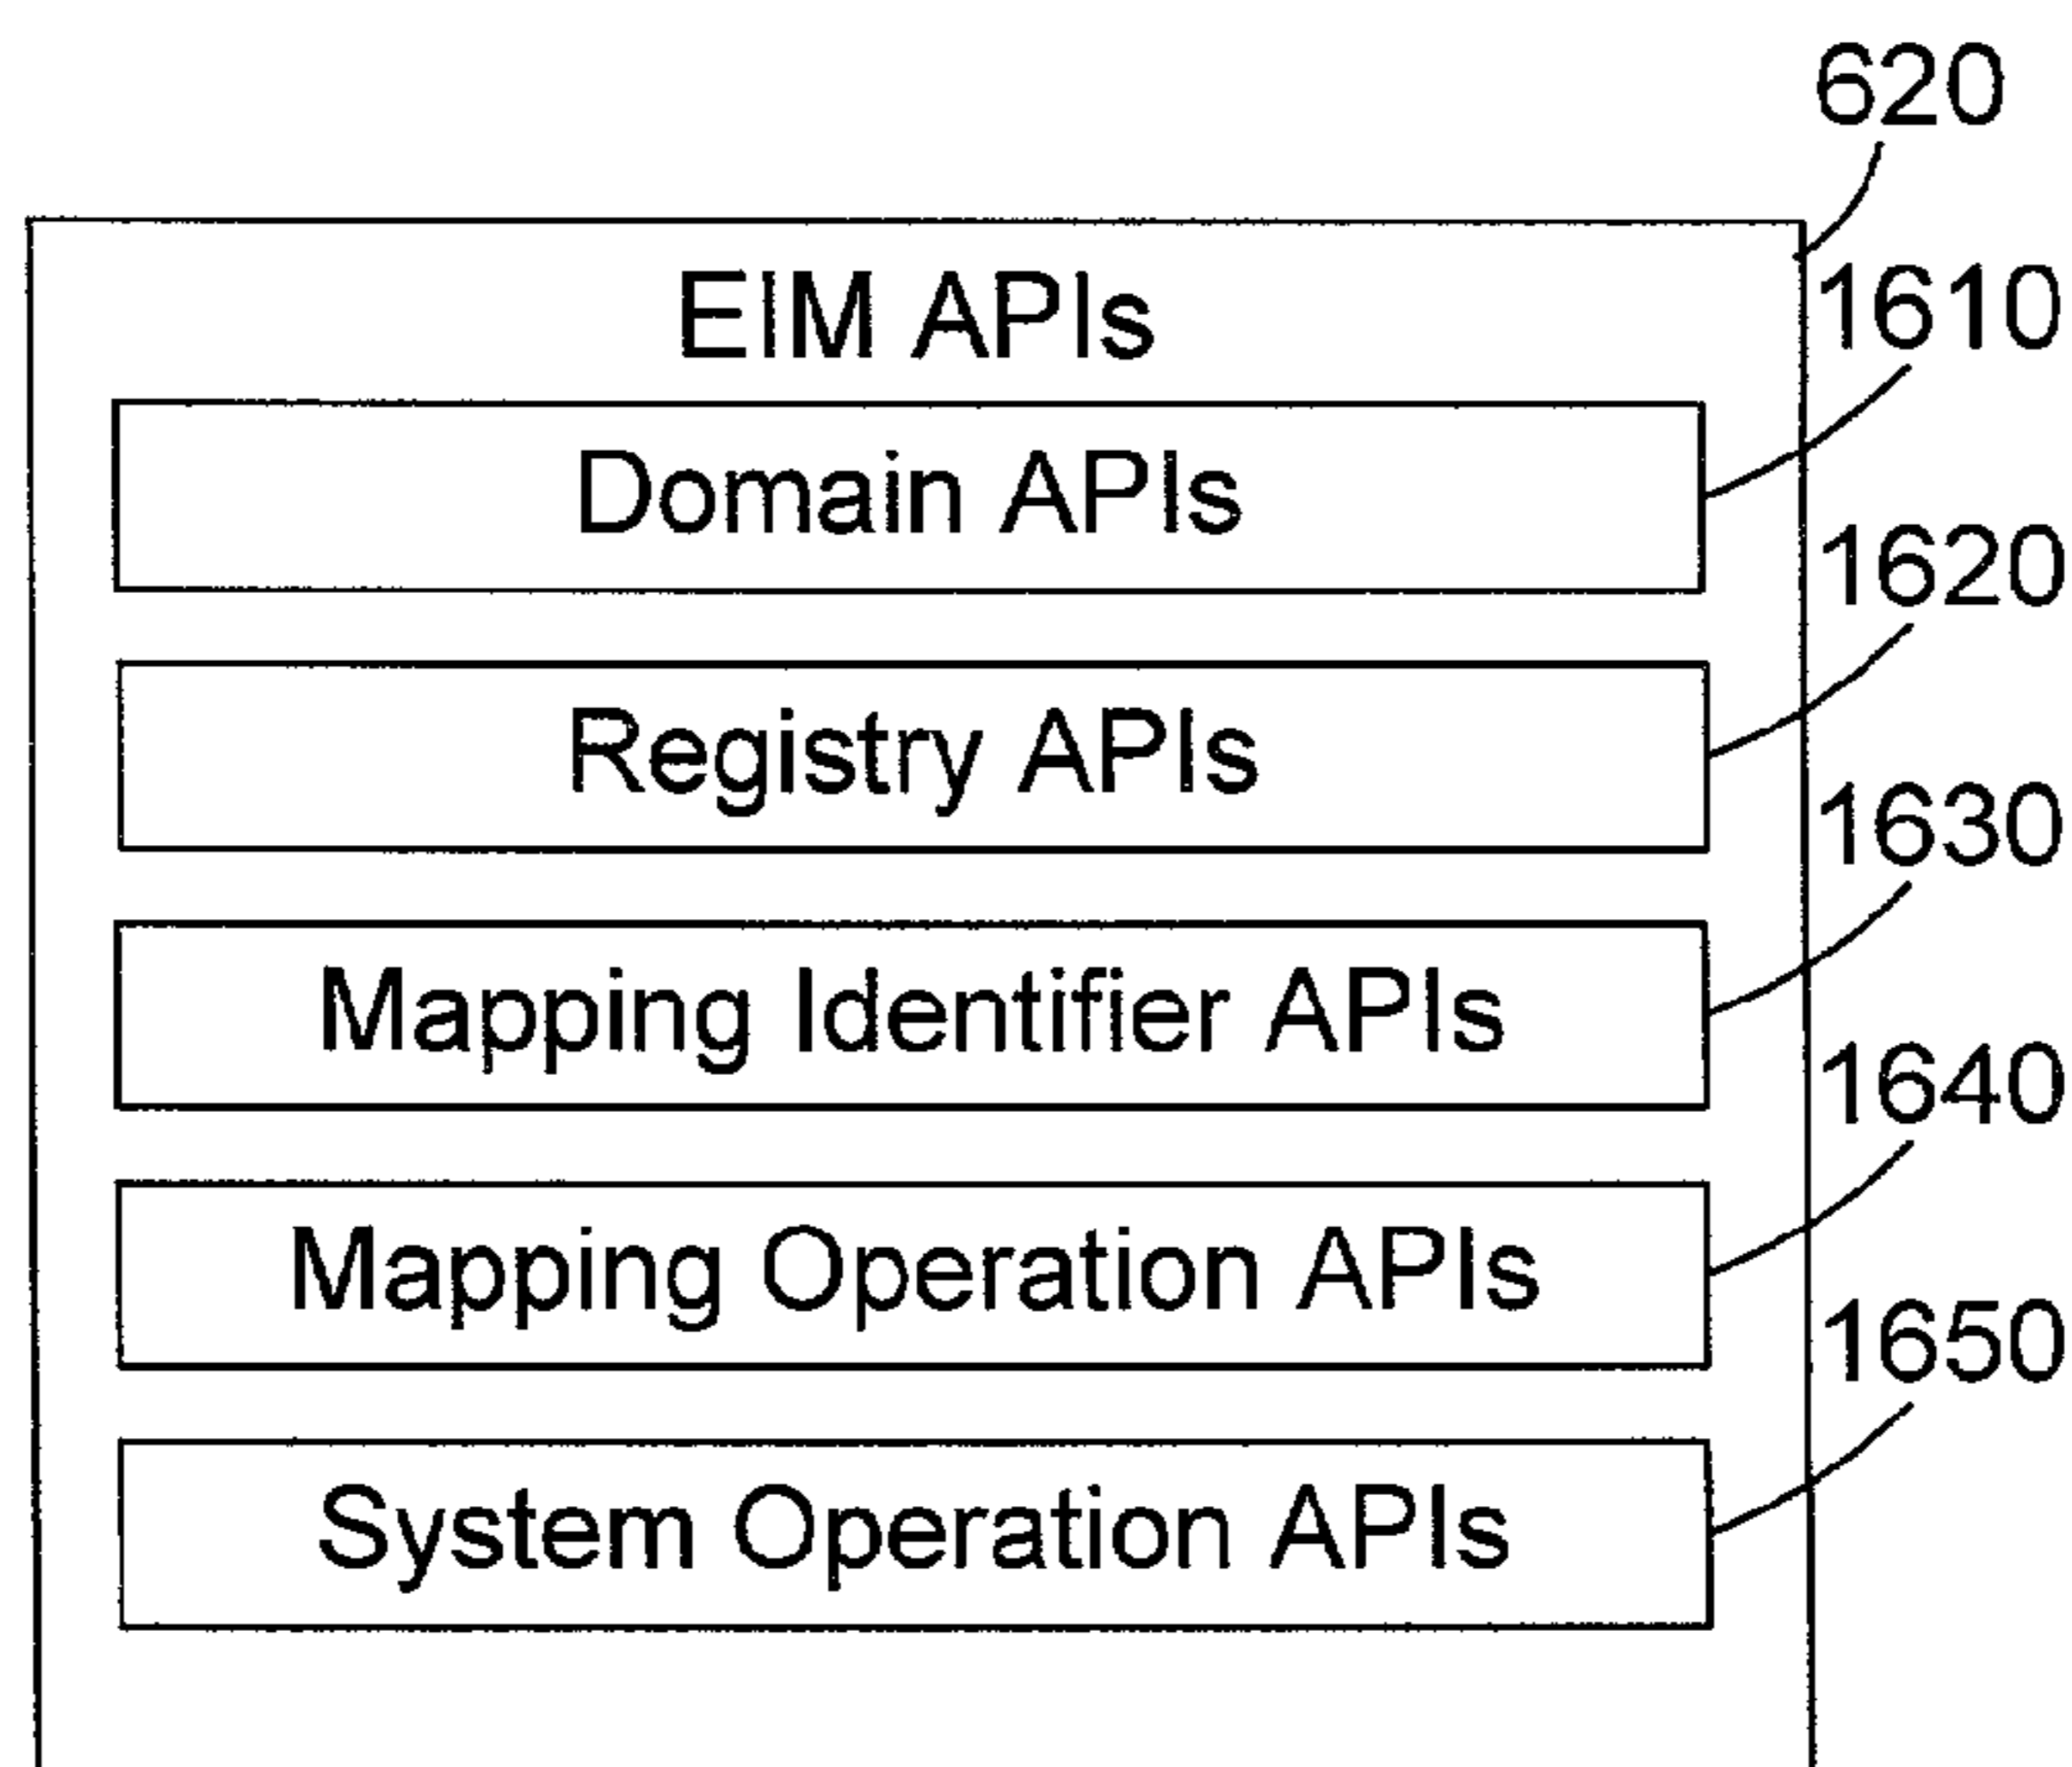 620
EIM APIs
1610
Domain APIs
1620
Registry APIs
1630
Mapping Identifier APIs
1640
Mapping Operation APIs
1650
System Operation APIs